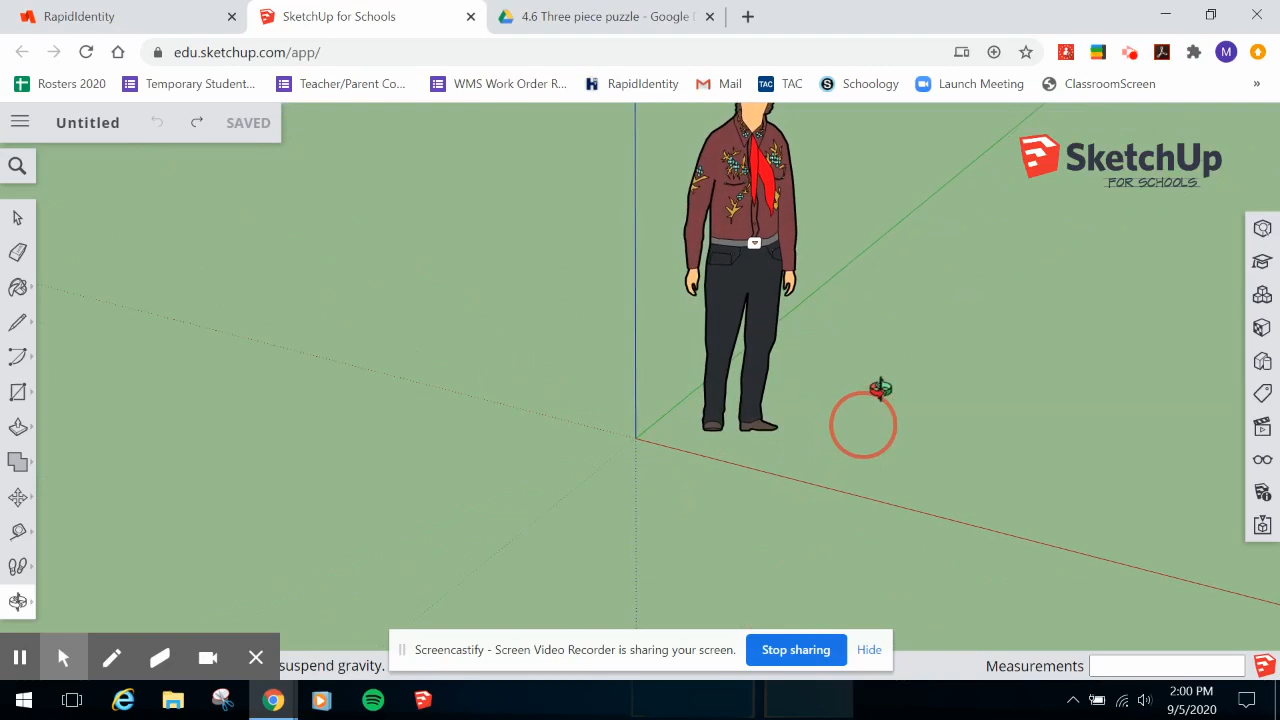 RapidIdentity
SketchUp for Schools
4.6 Three piece puzzle - Google
edu.sketchup.com/app/
M
Rosters 2020
Temporary Student...
Teacher/Parent Co...
WMS Work Order R...
RapidIdentity
Mail
TAC
TAC
Schoology
Launch Meeting
ClassroomScreen
»
Untitled
SAVED
SketchUp
FOR SCHOOLS
Screencastify - Screen Video Recorder is sharing your screen.
Stop sharing
Hide
suspend gravity.
Measurements
2:00 PM
9/5/2020